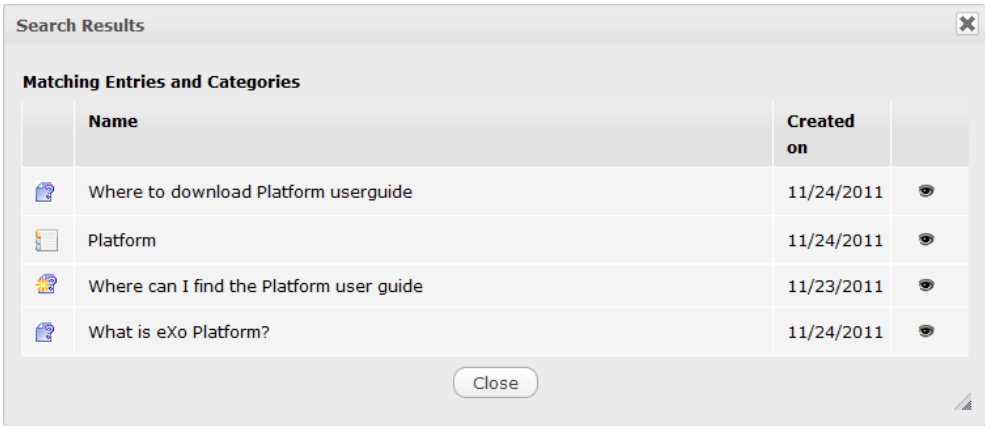 Search Results
Matching Entries and Categories
Name
Created
on
Where to download Platform userguide 11/24/2011
Platform 11/24/2011
Where can I find the Platform user guide 11/23/2011
What is eXo Platform? 11/24/2011
Close